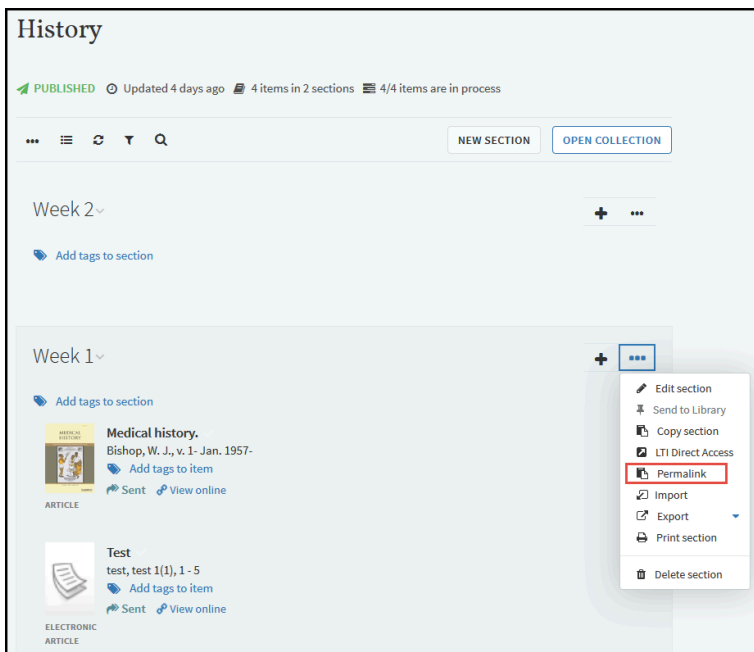 History
PUBLISHED Updated 4 days ago 4 items in 2 sections 4/4 items are in process
NEW SECTION OPEN COLLECTION
Week 2
Add tags to section
Week 1
Add tags to section
MEDICAL
HISTORY
Medical history.
Bishop, W. J., v. 1- Jan. 1957-
Add tags to item
Sent View online
ARTICLE
Test
test, test 1(1), 1 - 5
Add tags to item
Sent View online
ELECTRONIC
ARTICLE
Edit section
Send to Library
Copy section
LTI Direct Access
Permalink
Import
Export
Print section
Delete section